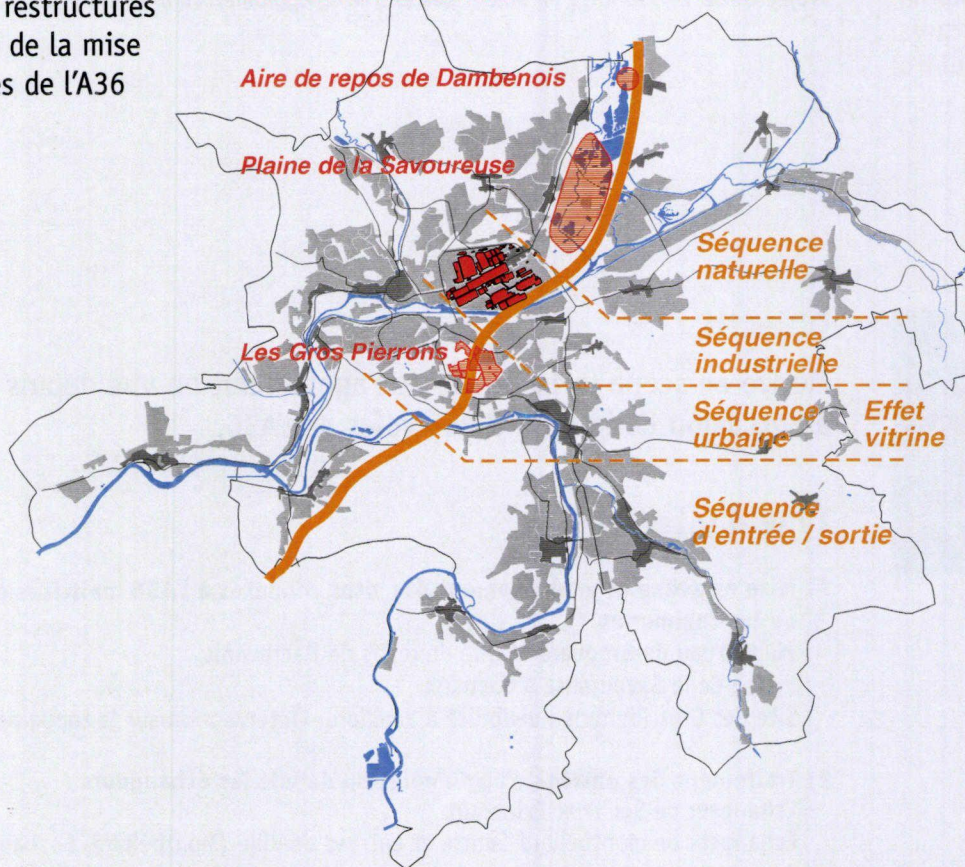 restructures
de la mise
es de l'A36
Aire de repos de Dambenois
Plaine de la Savoureuse
Les Gros Pierrons
Séquence
naturelle
Séquence
industrielle
Séquence
urbaine
Effet
vitrine
Séquence
d'entrée / sortie